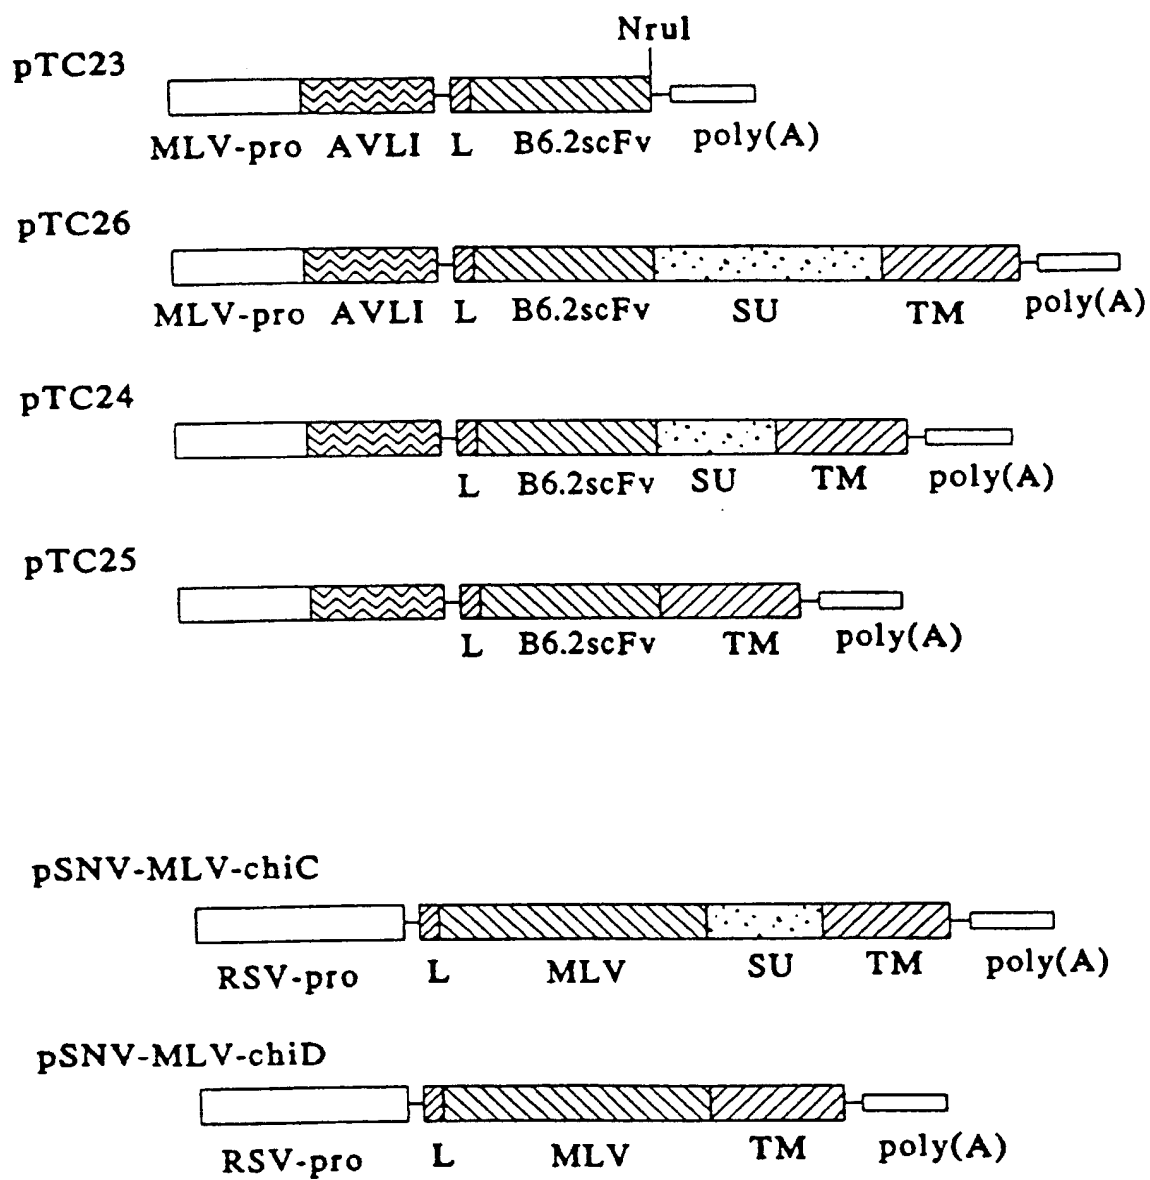 NruI
pTC23
MLV-pro AVLI L B6.2scFv poly(A)
pTC26
MLV-pro AVLI L B6.2scFv SU TM poly(A)
pTC24
L B6.2scFv SU TM poly(A)
pTC25
L B6.2scFv TM poly(A)
pSNV-MLV-chiC
RSV-pro L MLV SU TM poly(A)
pSNV-MLV-chiD
RSV-pro L MLV TM poly(A)